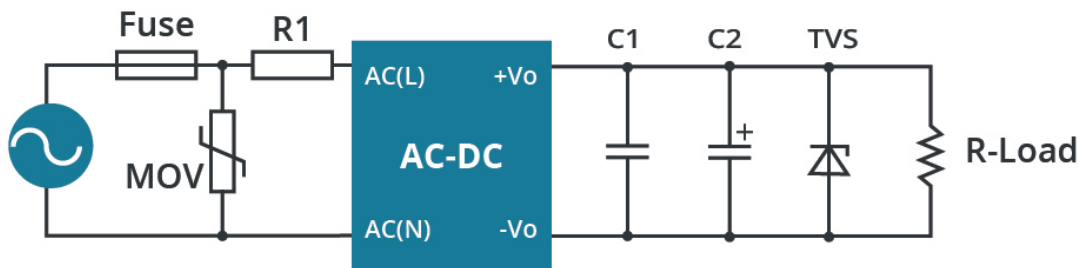 Fuse
R1
C1
C2
TVS
AC(L)
+Vo
MOV
AC-DC
+
R-Load
AC(N)
-Vo